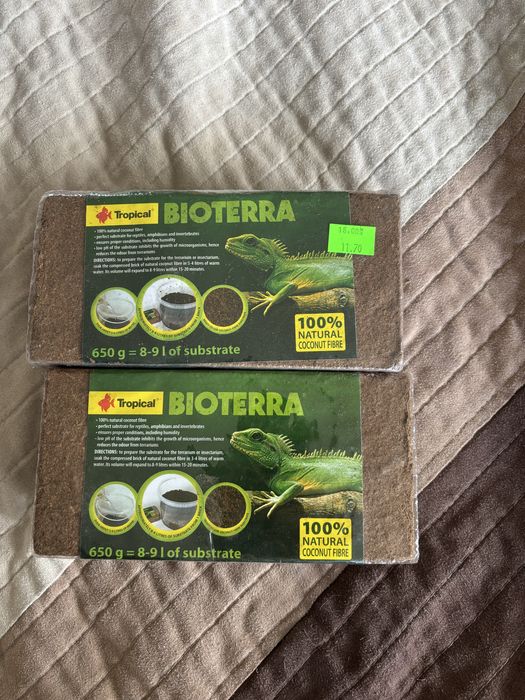 Tropical
BIOTERRA
18.00
11.70
• 100% natural coconut fibre
• perfect substrate for reptiles, amphibians and invertebrates
• ensures proper conditions, including humidity
• low pH of the substrate inhibits the growth of microorganisms, hence
reduces the odour from terrariums
DIRECTIONS: to prepare the substrate for the terrarium or insectarium,
soak the compressed brick of natural coconut fibre in 3-4 litres of warm
water. Its volume will expand to 8-9 litres within 15-20 minutes.
100%
NATURAL
COCONUT FIBRE
650 g = 8-9 l of substrate
Tropical
BIOTERRA
• 100% natural coconut fibre
• perfect substrate for reptiles, amphibians and invertebrates
• ensures proper conditions, including humidity
• low pH of the substrate inhibits the growth of microorganisms, hence
reduces the odour from terrariums
DIRECTIONS: to prepare the substrate for the terrarium or insectarium,
soak the compressed brick of natural coconut fibre in 3-4 litres of warm
water. Its volume will expand to 8-9 litres within 15-20 minutes.
100%
NATURAL
COCONUT FIBRE
650 g = 8-9 l of substrate